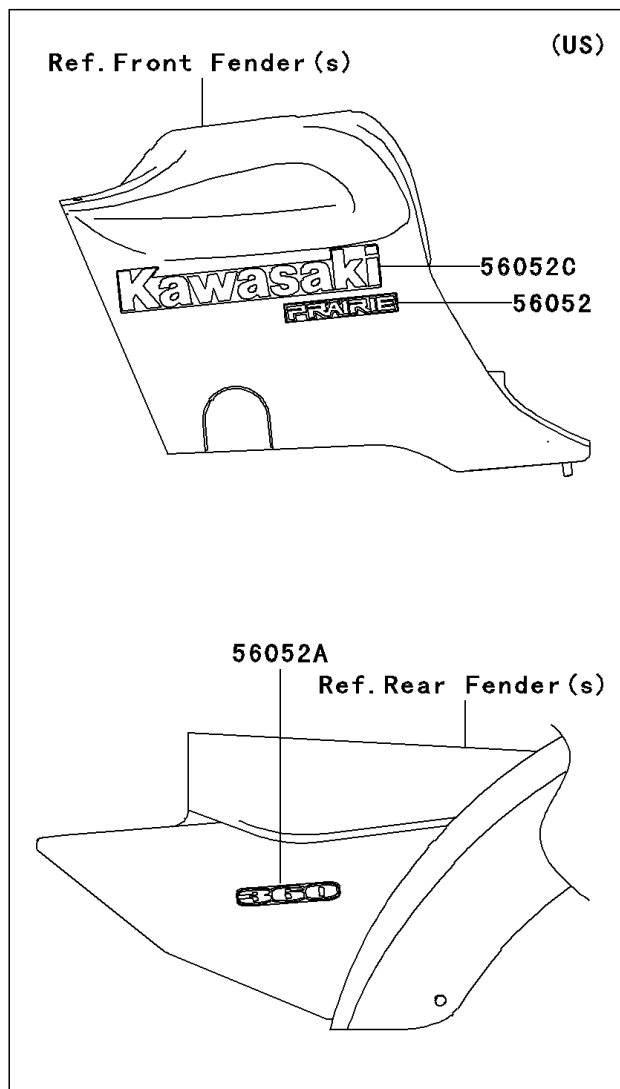 (US)
Ref.Front Fender(s)
Kawasaki
56052C
PRAIRIE
56052
56052A
Ref.Rear Fender(s)
360